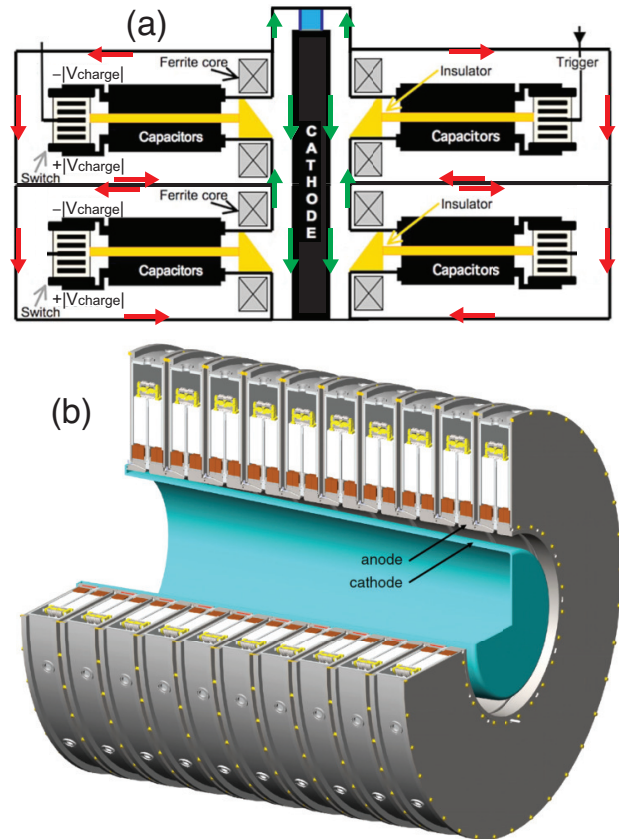 (a)
Ferrite core
Trigger
−|Vcharge|
Insulator
Capacitors
CATHODE
Capacitors
+|Vcharge|
Switch
Ferrite core
−|Vcharge|
Insulator
Capacitors
Capacitors
+|Vcharge|
Switch
(b)
anode
cathode